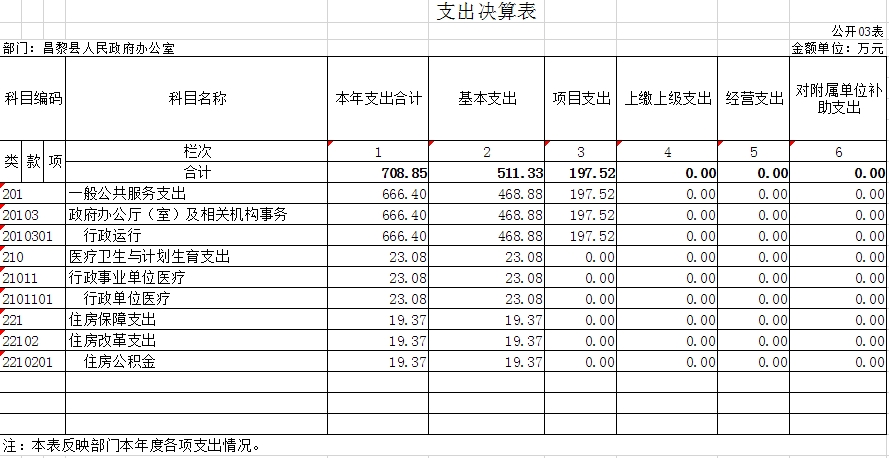 支出决算表
公开03表
部门：昌黎县人民政府办公室 金额单位：万元
科目编码 科目名称 本年支出合计 基本支出 项目支出 上缴上级支出 经营支出 对附属单位补助支出
类 款 项 栏次 1 2 3 4 5 6
合计 708.85 511.33 197.52 0.00 0.00 0.00
201 一般公共服务支出 666.40 468.88 197.52 0.00 0.00 0.00
20103 政府办公厅（室）及相关机构事务 666.40 468.88 197.52 0.00 0.00 0.00
2010301 行政运行 666.40 468.88 197.52 0.00 0.00 0.00
210 医疗卫生与计划生育支出 23.08 23.08 0.00 0.00 0.00 0.00
21011 行政事业单位医疗 23.08 23.08 0.00 0.00 0.00 0.00
2101101 行政单位医疗 23.08 23.08 0.00 0.00 0.00 0.00
221 住房保障支出 19.37 19.37 0.00 0.00 0.00 0.00
22102 住房改革支出 19.37 19.37 0.00 0.00 0.00 0.00
2210201 住房公积金 19.37 19.37 0.00 0.00 0.00 0.00
注：本表反映部门本年度各项支出情况。